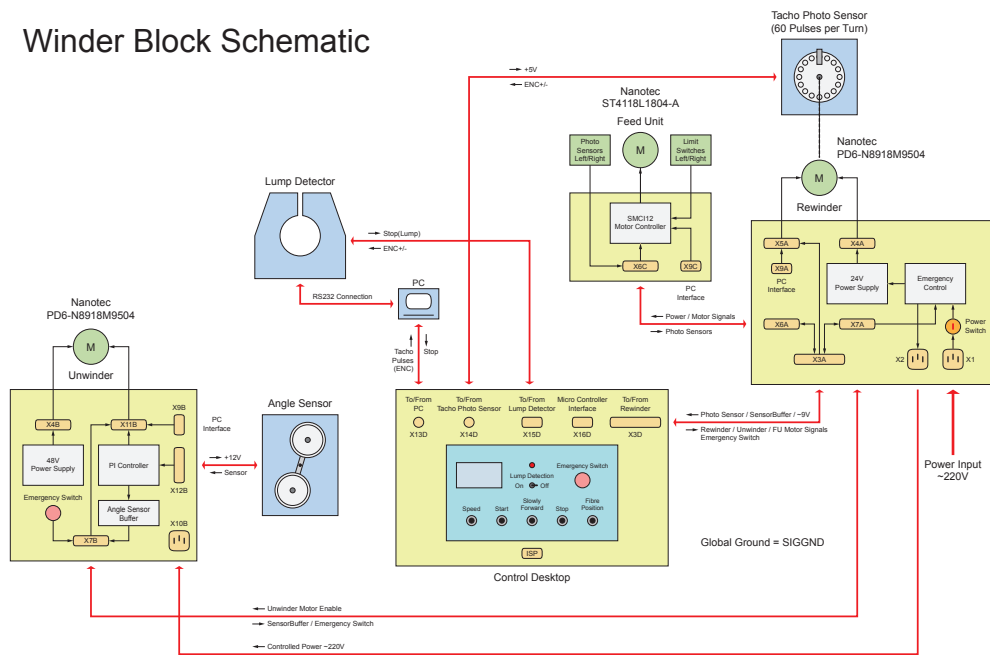 Winder Block Schematic
Tacho Photo Sensor
(60 Pulses per Turn)
+5V
ENC+/-
Nanotec
ST4118L1804-A
Feed Unit
Photo
Sensors
Left/Right
M
Limit
Switches
Left/Right
SMCI12
Motor Controller
X6C
X9C
PC
Interface
Nanotec
PD6-N8918M9504
M
Rewinder
X5A
X4A
X9A
PC
Interface
24V
Power Supply
Emergency
Control
X6A
X7A
Power
Switch
X3A
X2
X1
Lump Detector
Stop(Lump)
ENC+/-
RS232 Connection
PC
Tacho
Pulses
(ENC)
Stop
Power / Motor Signals
Photo Sensors
Nanotec
PD6-N8918M9504
M
Unwinder
X4B
X11B
X9B
PC
Interface
48V
Power Supply
PI Controller
X12B
Emergency Switch
Angle Sensor
Buffer
X10B
X7B
+12V
Sensor
Angle Sensor
To/From
PC
X13D
To/From
Tacho Photo Sensor
X14D
To/From
Lump Detector
X15D
Micro Controller
Interface
X16D
To/From
Rewinder
X3D
Photo Sensor / SensorBuffer / ~9V
Rewinder / Unwinder / FU Motor Signals
Emergency Switch
Power Input
~220V
Lump Detection
On
Off
Emergency Switch
Speed
Start
Slowly
Forward
Stop
Fibre
Position
ISP
Control Desktop
Global Ground = SIGGND
Unwinder Motor Enable
SensorBuffer / Emergency Switch
Controlled Power ~220V